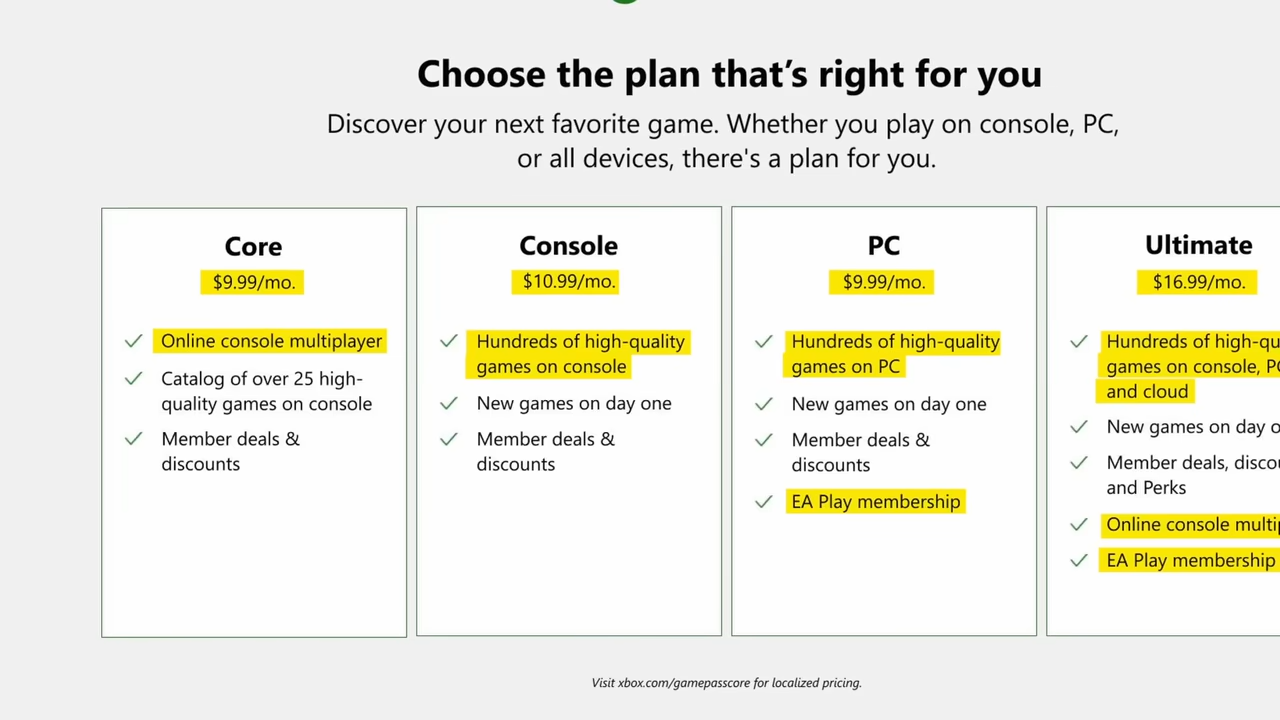 Choose the plan that’s right for you
Discover your next favorite game. Whether you play on console, PC,
or all devices, there's a plan for you.
Core
$9.99/mo.
Online console multiplayer
Catalog of over 25 high-
quality games on console
Member deals &
discounts
Console
$10.99/mo.
Hundreds of high-quality
games on console
New games on day one
Member deals &
discounts
PC
$9.99/mo.
Hundreds of high-quality
games on PC
New games on day one
Member deals &
discounts
EA Play membership
Ultimate
$16.99/mo.
Hundreds of high-qu
games on console, PC
and cloud
New games on day o
Member deals, discou
and Perks
Online console multip
EA Play membership
Visit xbox.com/gamepasscore for localized pricing.